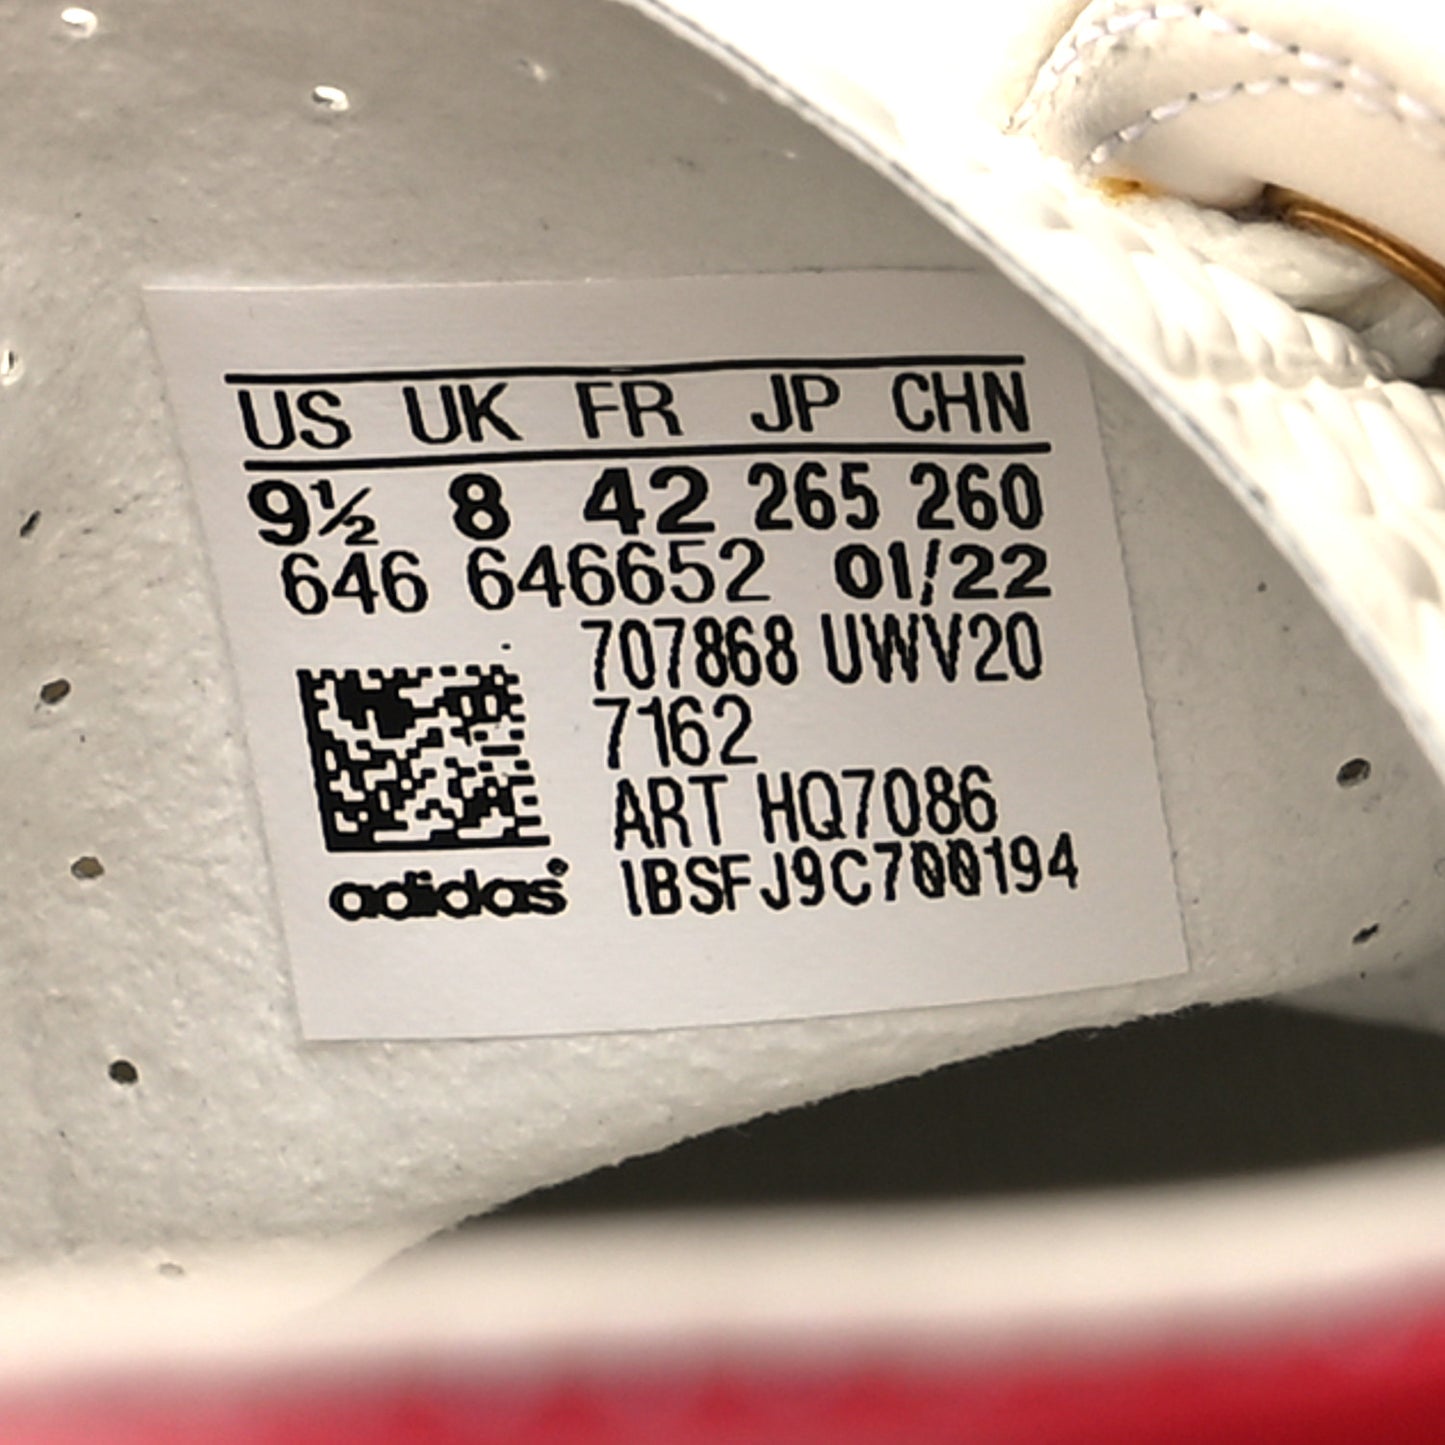 US UK FR JP CHN
9½ 8 42 265 260
646 646652 01/22
707868 UWV20
7162
ART HQ7086
IBSFJ9C700194
adidas®